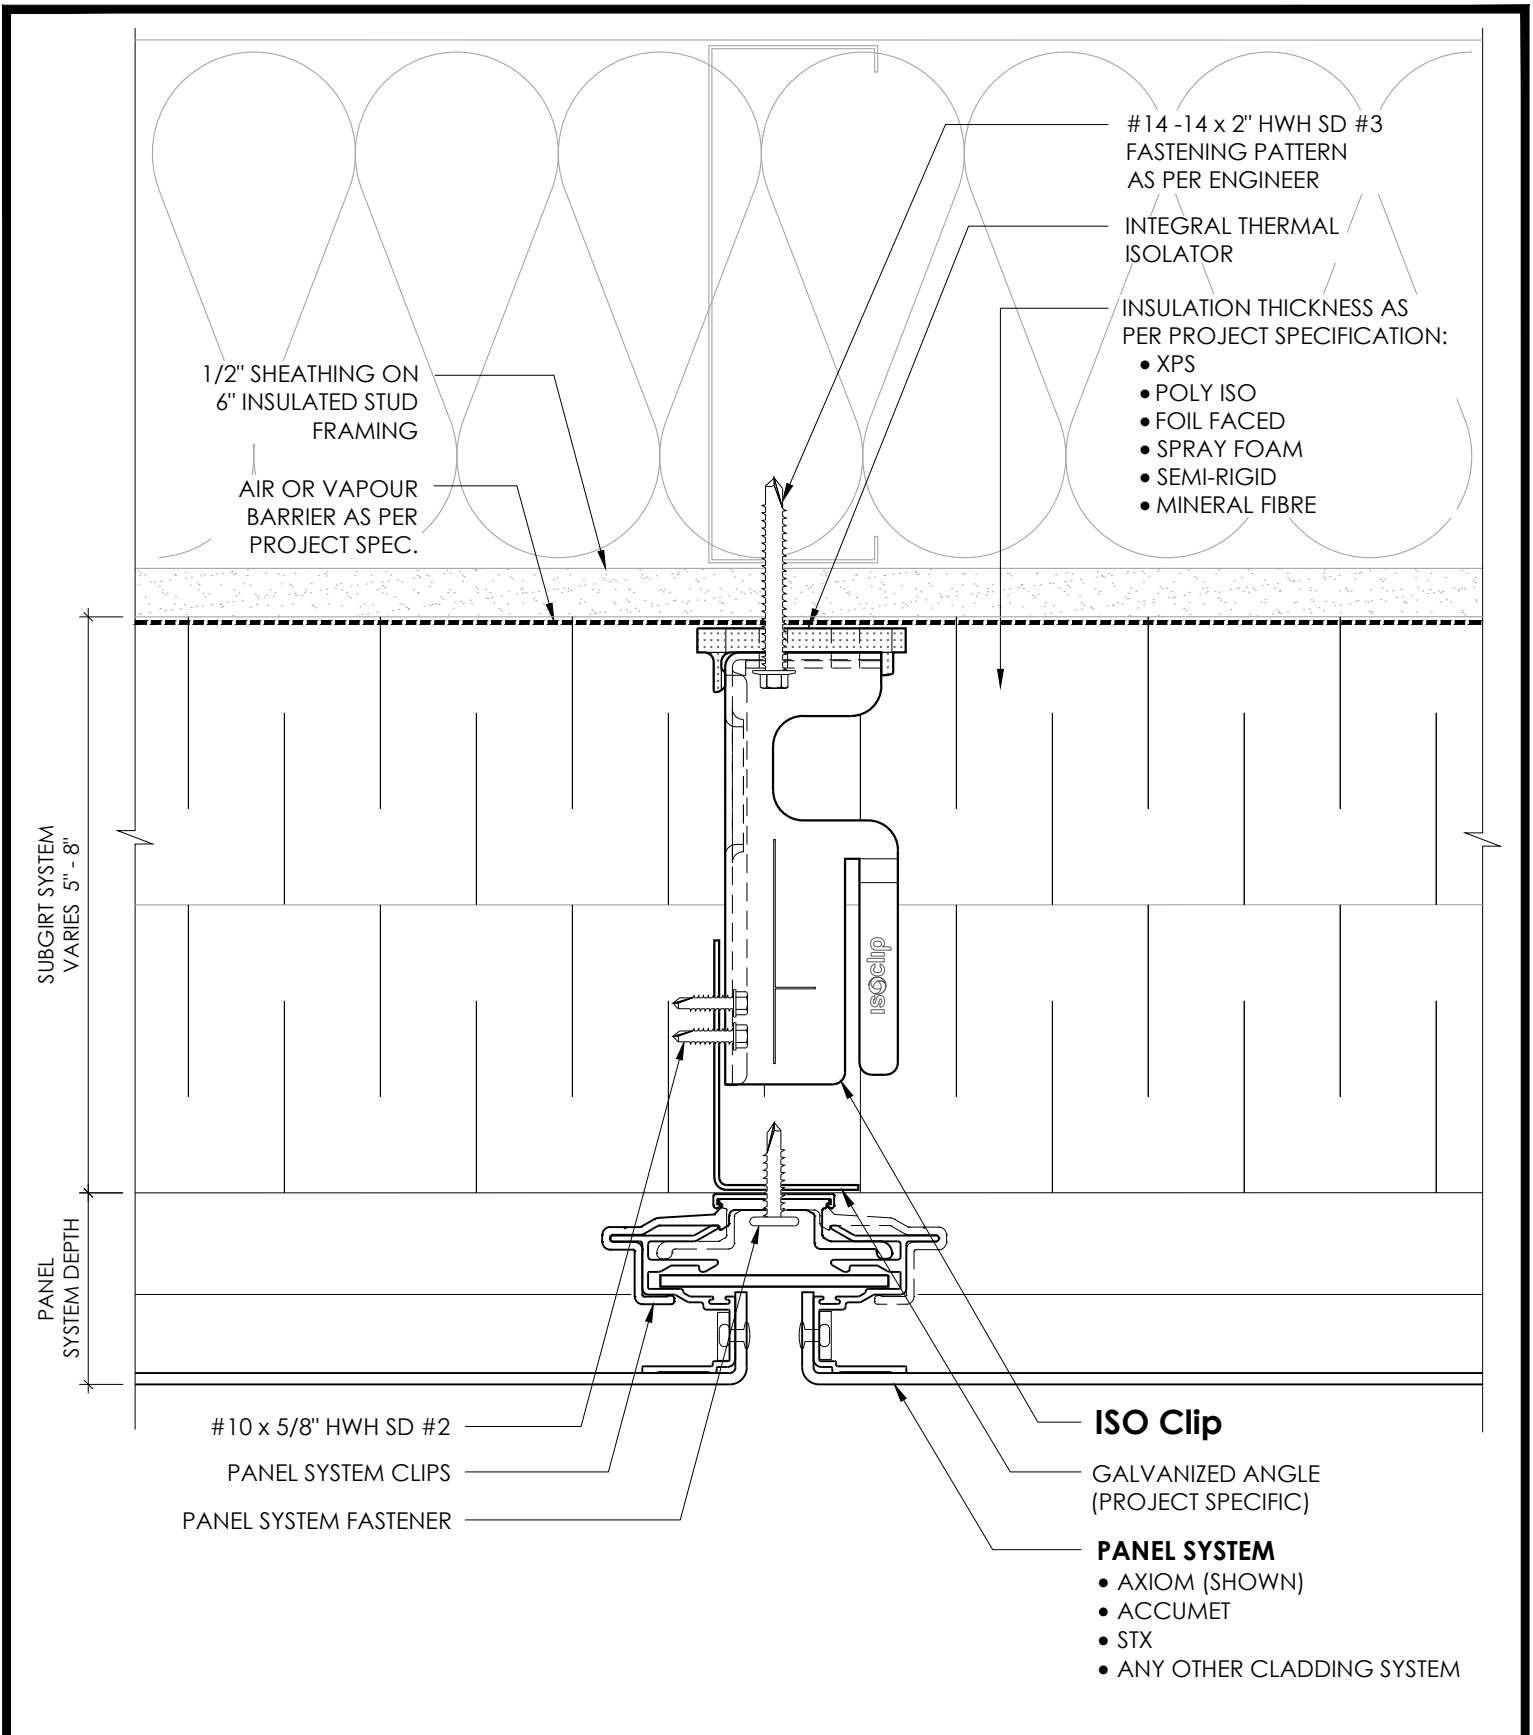 #14 -14 x 2" HWH SD #3
FASTENING PATTERN
AS PER ENGINEER
INTEGRAL THERMAL
ISOLATOR
INSULATION THICKNESS AS
PER PROJECT SPECIFICATION:
• XPS
• POLY ISO
• FOIL FACED
• SPRAY FOAM
• SEMI-RIGID
• MINERAL FIBRE
1/2" SHEATHING ON
6" INSULATED STUD
FRAMING
AIR OR VAPOUR
BARRIER AS PER
PROJECT SPEC.
SUBGIRT SYSTEM
VARIES 5" - 8"
isoclip
PANEL
SYSTEM DEPTH
#10 x 5/8" HWH SD #2
PANEL SYSTEM CLIPS
PANEL SYSTEM FASTENER
ISO Clip
GALVANIZED ANGLE
(PROJECT SPECIFIC)
PANEL SYSTEM
• AXIOM (SHOWN)
• ACCUMET
• STX
• ANY OTHER CLADDING SYSTEM